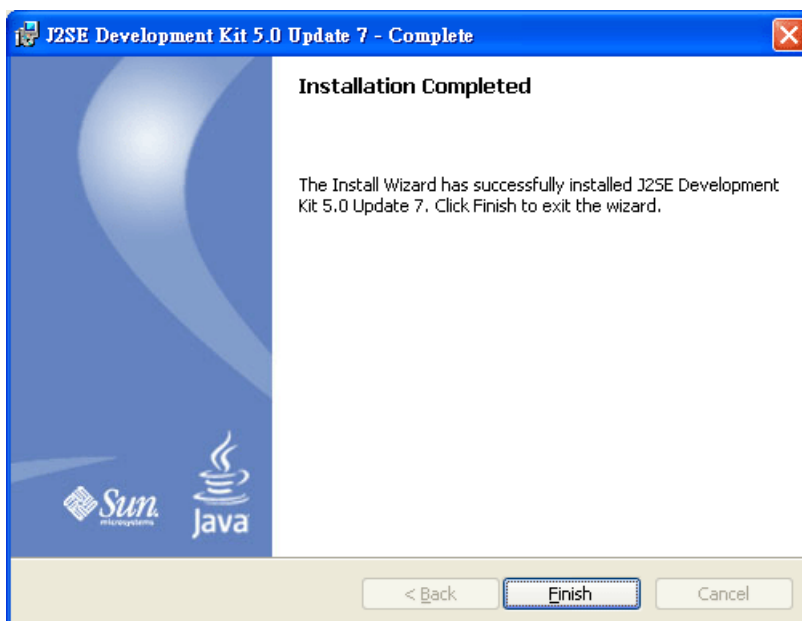 J2SE Development Kit 5.0 Update 7 - Complete
Installation Completed
The Install Wizard has successfully installed J2SE Development
Kit 5.0 Update 7. Click Finish to exit the wizard.
Sun
microsystems
Java
< Back
Finish
Cancel